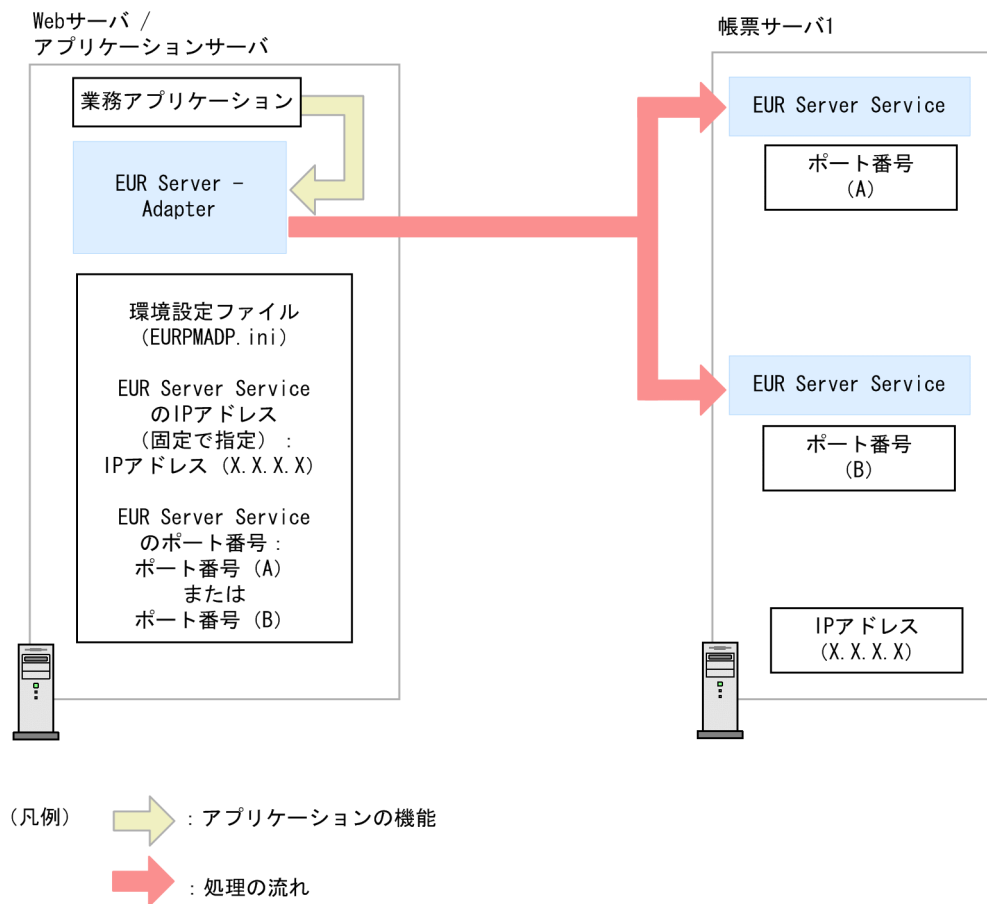 Webサーバ /
アプリケーションサーバ
業務アプリケーション
EUR Server -
Adapter
環境設定ファイル
(EURPMADP.ini)
EUR Server Service
のIPアドレス
（固定で指定）:
IPアドレス (X.X.X.X)
EUR Server Service
のポート番号:
ポート番号 (A)
または
ポート番号 (B)
帳票サーバ1
EUR Server Service
ポート番号
(A)
EUR Server Service
ポート番号
(B)
IPアドレス
(X.X.X.X)
(凡例)
: アプリケーションの機能
: 処理の流れ